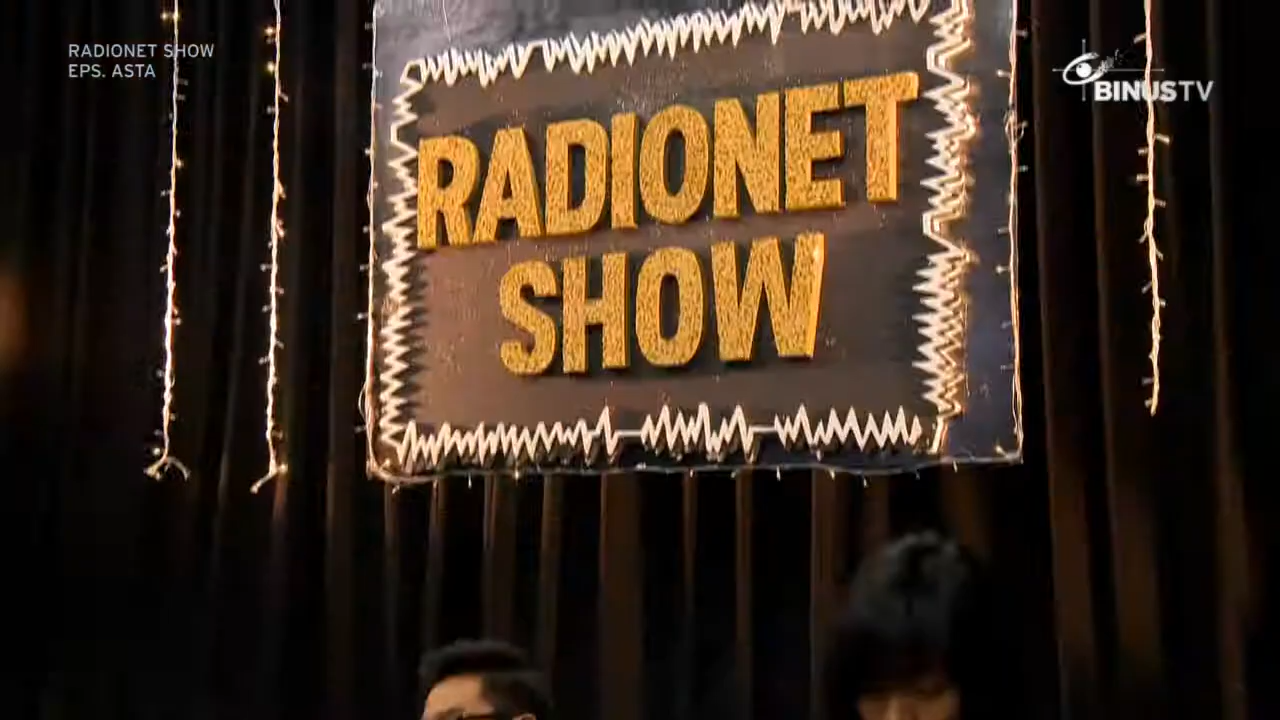 RADIONET SHOW
EPS. ASTA
BINUSTV
RADIONET
SHOW